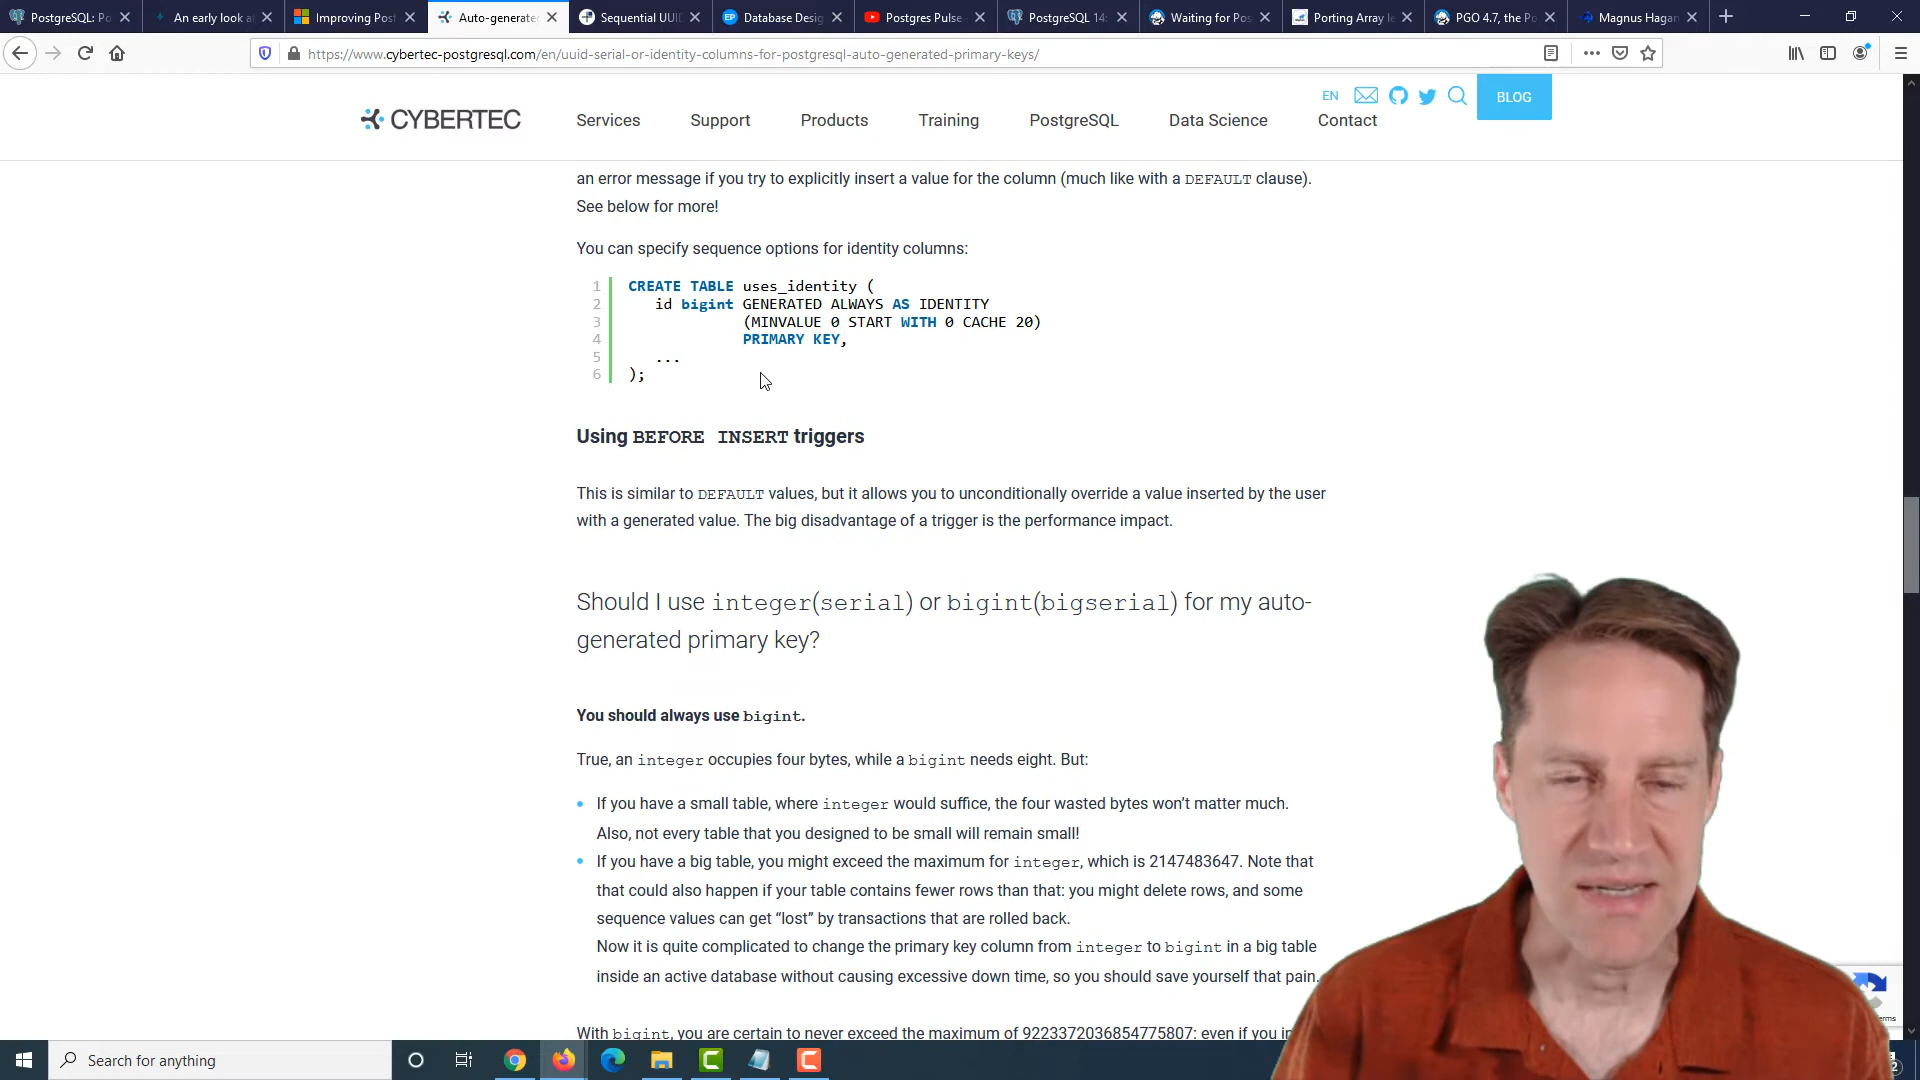 PostgreSQL: Po
An early look a
Improving Post
Auto-generated
Sequential UUI
Database Desig
Postgres Pulse
PostgreSQL 14:
Waiting for Pos
Porting Array le
PGO 4.7, the Po
Magnus Hagan
https://www.cybertec-postgresql.com/en/uuid-serial-or-identity-columns-for-postgresql-auto-generated-primary-keys/
CYBERTEC
Services
Support
Products
Training
PostgreSQL
Data Science
Contact
EN
BLOG
an error message if you try to explicitly insert a value for the column (much like with a DEFAULT clause).
See below for more!
You can specify sequence options for identity columns:
1 CREATE TABLE uses_identity (
2 id bigint GENERATED ALWAYS AS IDENTITY
3 (MINVALUE 0 START WITH 0 CACHE 20)
4 PRIMARY KEY,
5 ...
6 );
Using BEFORE INSERT triggers
This is similar to DEFAULT values, but it allows you to unconditionally override a value inserted by the user
with a generated value. The big disadvantage of a trigger is the performance impact.
Should I use integer(serial) or bigint(bigserial) for my auto-
generated primary key?
You should always use bigint.
True, an integer occupies four bytes, while a bigint needs eight. But:
• If you have a small table, where integer would suffice, the four wasted bytes won't matter much.
Also, not every table that you designed to be small will remain small!
• If you have a big table, you might exceed the maximum for integer, which is 2147483647. Note that
that could also happen if your table contains fewer rows than that: you might delete rows, and some
sequence values can get “lost” by transactions that are rolled back.
Now it is quite complicated to change the primary key column from integer to bigint in a big table
inside an active database without causing excessive down time, so you should save yourself that pain.
With bigint, you are certain to never exceed the maximum of 9223372036854775807: even if you in
Search for anything